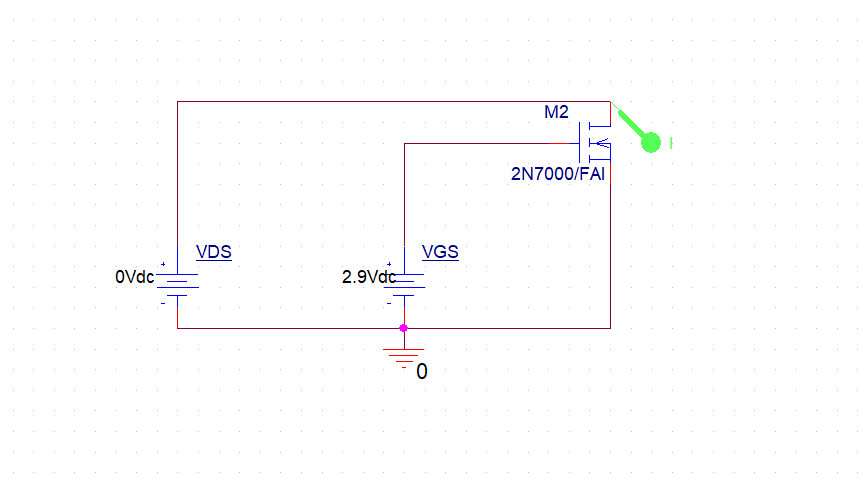 M2
I
2N7000/FAI
VDS
VGS
+
+
0Vdc
2.9Vdc
-
-
0